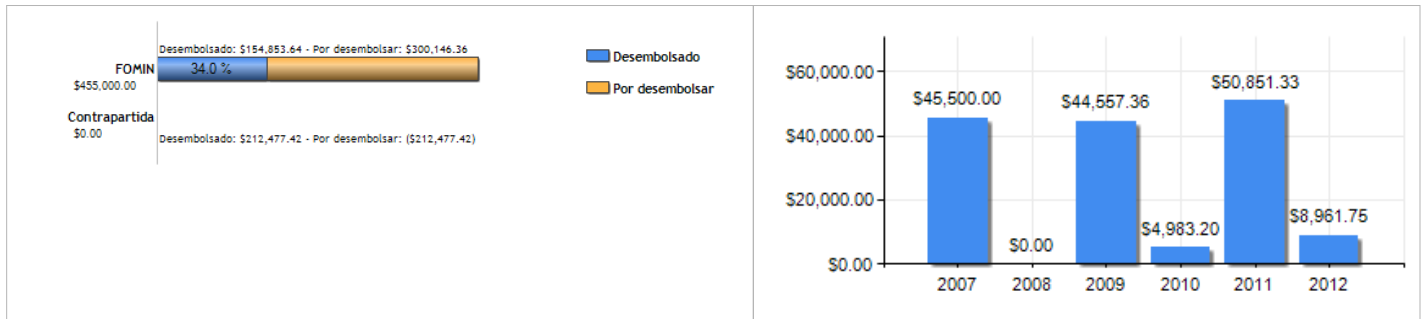 Desembolsado: $154,853.64 - Por desembolsar: $300,146.36
FOMIN
34.0 %
$455,000.00
Contrapartida
$0.00
Desembolsado: $212,477.42 - Por desembolsar: ($212,477.42)
Desembolsado
Por desembolsar
$60,000.00
$40,000.00
$20,000.00
$0.00
$45,500.00
$0.00
$44,557.36
$4,983.20
$50,851.33
$8,961.75
2007 2008 2009 2010 2011 2012